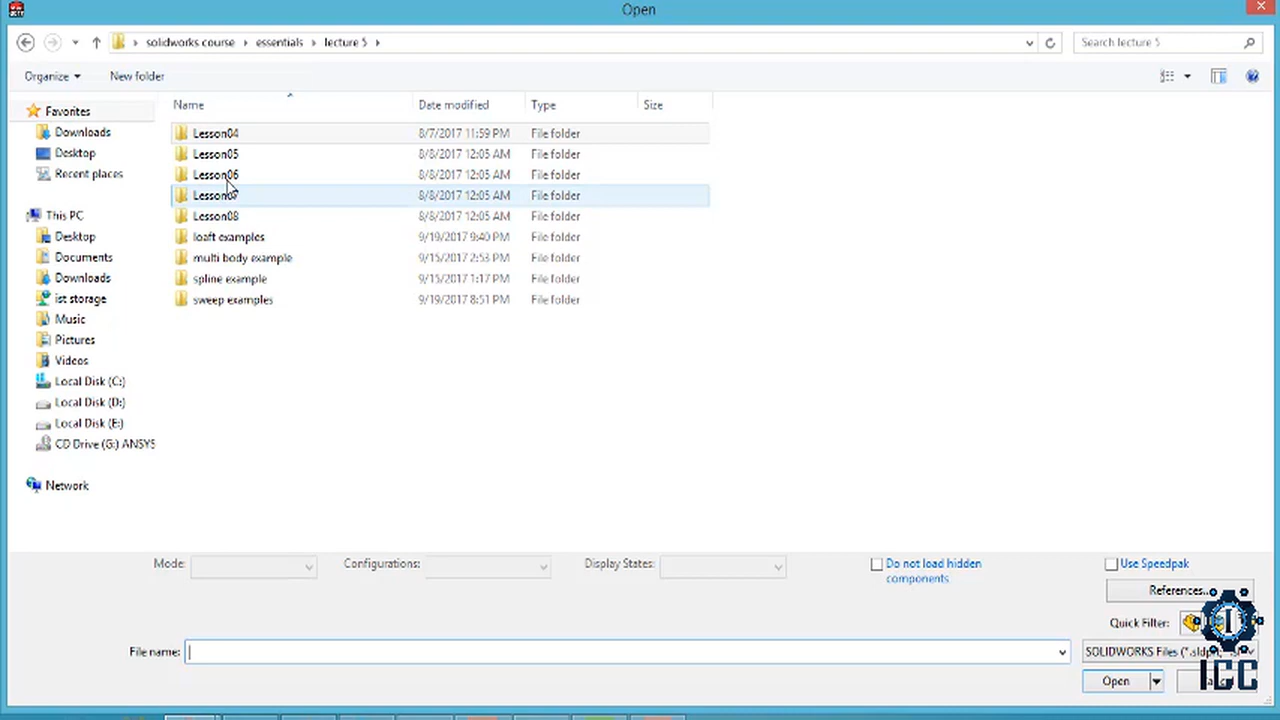 Open
solidworks course › essentials › lecture 5 ›
Search lecture 5
Organize
New folder
Name
Date modified
Type
Size
Favorites
Downloads
Desktop
Recent places
This PC
Desktop
Documents
Downloads
ist storage
Music
Pictures
Videos
Local Disk (C:)
Local Disk (D:)
Local Disk (E:)
CD Drive (G:) ANSYS
Network
Lesson04 8/7/2017 11:59 PM File folder
Lesson05 8/8/2017 12:05 AM File folder
Lesson06 8/8/2017 12:05 AM File folder
Lesson07 8/8/2017 12:05 AM File folder
Lesson08 8/8/2017 12:05 AM File folder
loaft examples 9/19/2017 9:40 PM File folder
multi body example 9/15/2017 2:53 PM File folder
spline example 9/15/2017 1:17 PM File folder
sweep examples 9/19/2017 8:51 PM File folder
Mode:
Configurations:
Display States:
Do not load hidden
components
Use Speedpak
References...
Quick Filter:
File name:
SOLIDWORKS Files (*.sldprt;
Open
ICC